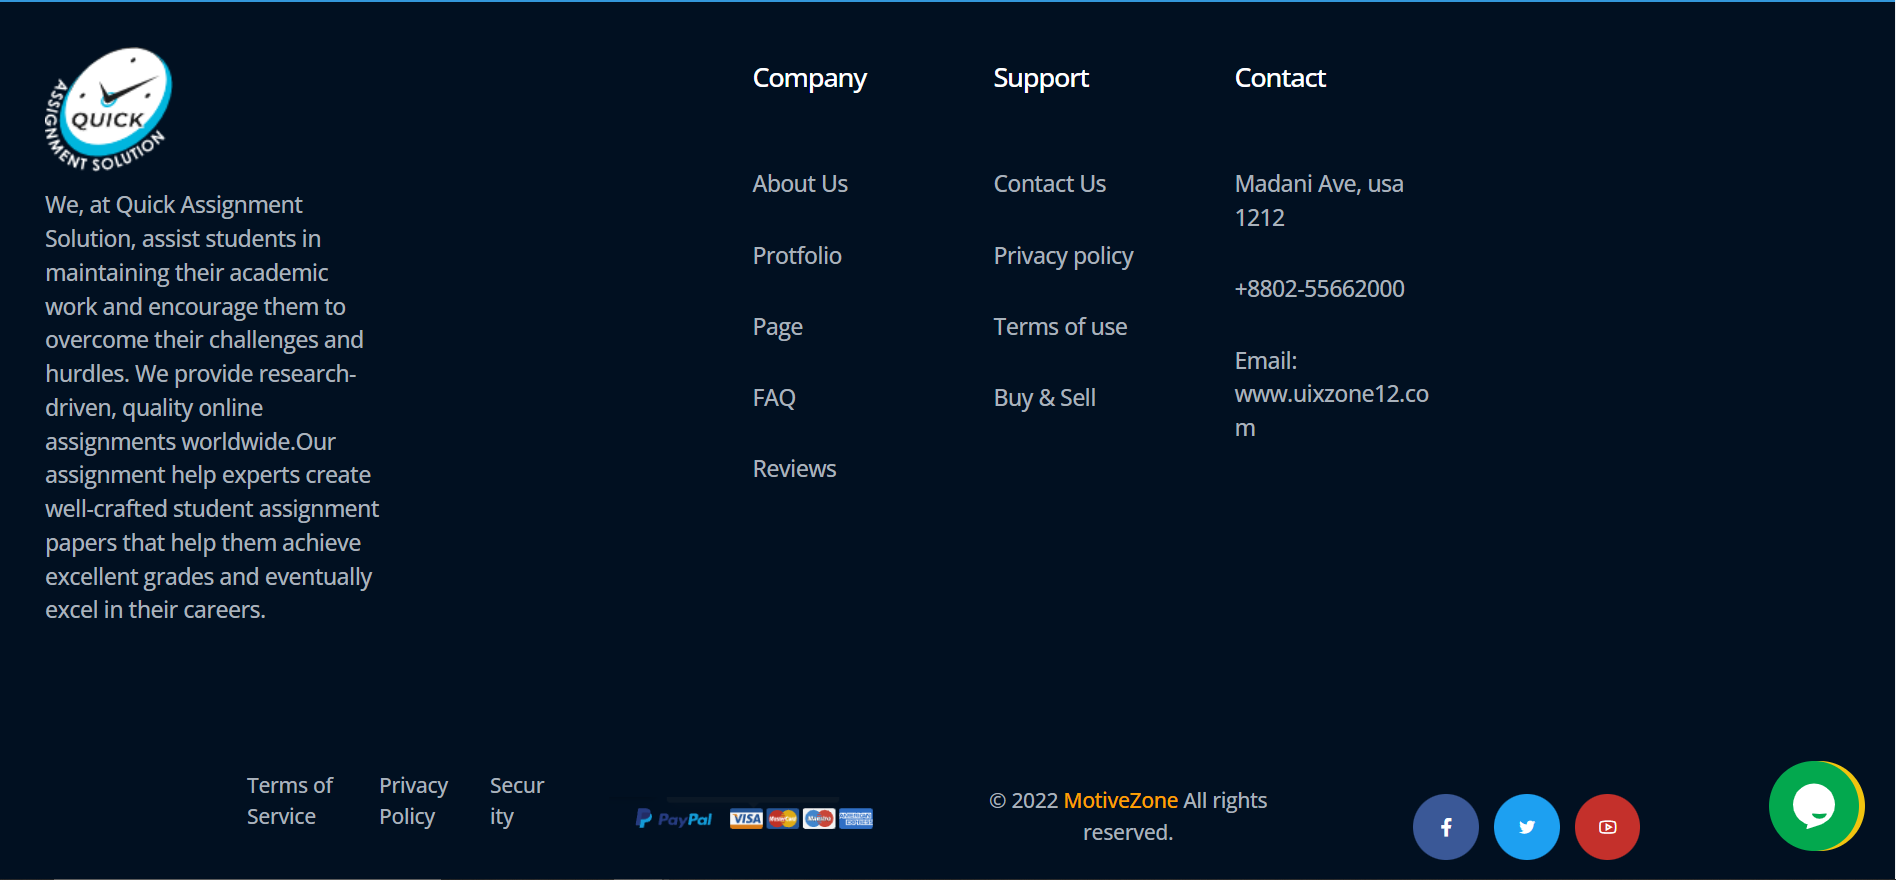 QUICK
ASSIGNMENT SOLUTION
We, at Quick Assignment
Solution, assist students in
maintaining their academic
work and encourage them to
overcome their challenges and
hurdles. We provide research-
driven, quality online
assignments worldwide.Our
assignment help experts create
well-crafted student assignment
papers that help them achieve
excellent grades and eventually
excel in their careers.
Company
About Us
Protfolio
Page
FAQ
Reviews
Support
Contact Us
Privacy policy
Terms of use
Buy & Sell
Contact
Madani Ave, usa
1212
+8802-55662000
Email:
www.uixzone12.co
m
Terms of
Service
Privacy
Policy
Secur
ity
PayPal
VISA
MasterCard
Maestro
AMERICAN
EXPRESS
© 2022 MotiveZone All rights
reserved.